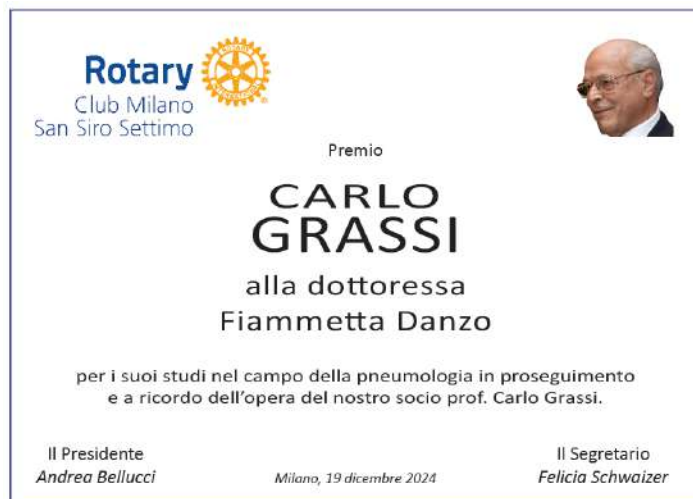 Rotary
Club Milano
San Siro Settimo
Premio
CARLO
GRASSI
alla dottoressa
Fiammetta Danzo
per i suoi studi nel campo della pneumologia in proseguimento
e a ricordo dell'opera del nostro socio prof. Carlo Grassi.
Il Presidente
Andrea Bellucci
Milano, 19 dicembre 2024
Il Segretario
Felicia Schwaizer